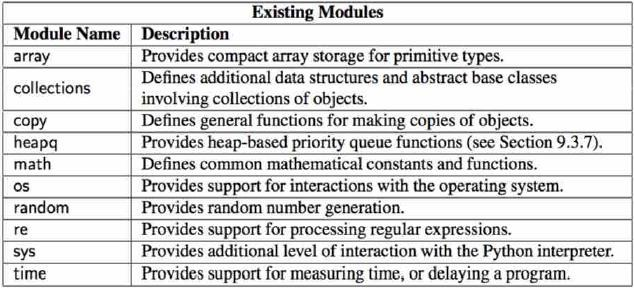 Existing Modules
Module Name Description
array Provides compact array storage for primitive types.
collections Defines additional data structures and abstract base classes
involving collections of objects.
copy Defines general functions for making copies of objects.
heapq Provides heap-based priority queue functions (see Section 9.3.7).
math Defines common mathematical constants and functions.
os Provides support for interactions with the operating system.
random Provides random number generation.
re Provides support for processing regular expressions.
sys Provides additional level of interaction with the Python interpreter.
time Provides support for measuring time, or delaying a program.